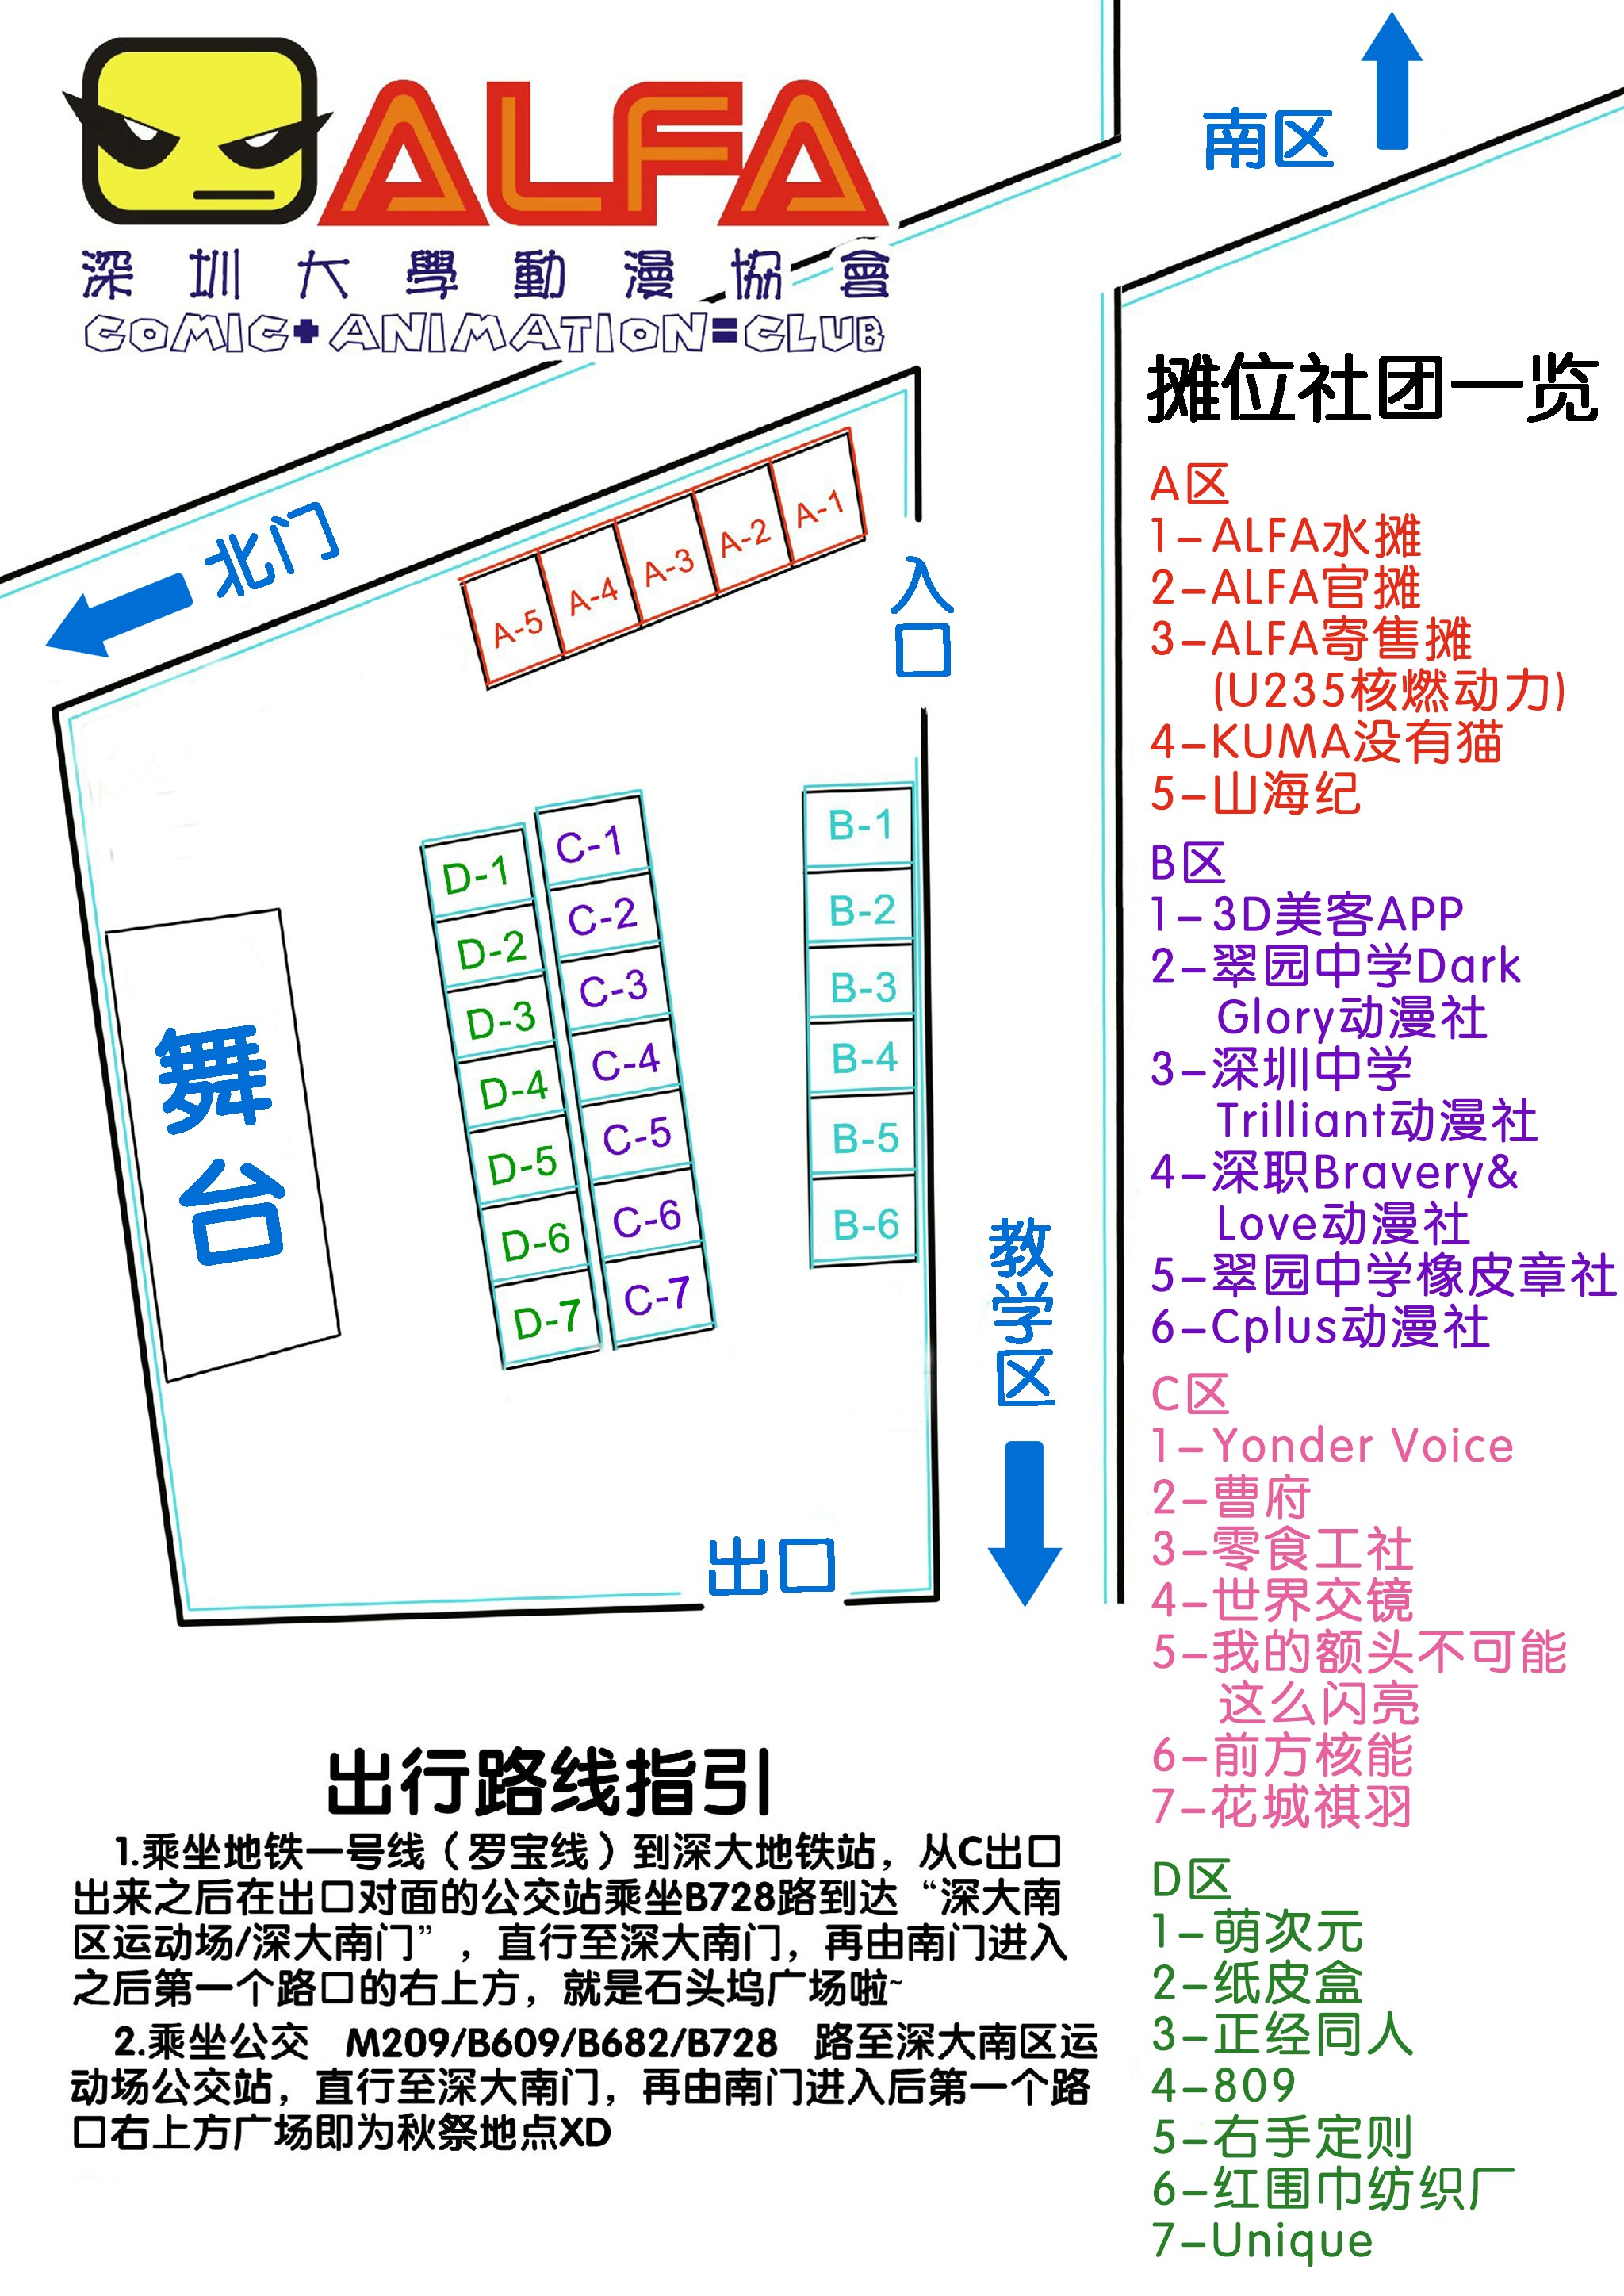 ALFA
深圳大學動漫協會
COMIC+ANIMATION=CLUB
南区
北门
A-1
A-2
A-3
A-4
A-5
入口
B-1
B-2
B-3
B-4
B-5
B-6
C-1
C-2
C-3
C-4
C-5
C-6
C-7
D-1
D-2
D-3
D-4
D-5
D-6
D-7
舞台
教学区
出口
摊位社团一览
A区
1-ALFA水摊
2-ALFA官摊
3-ALFA寄售摊
(U235核燃动力)
4-KUMA没有猫
5-山海纪
B区
1-3D美客APP
2-翠园中学Dark
Glory动漫社
3-深圳中学
Trilliant动漫社
4-深职Bravery&
Love动漫社
5-翠园中学橡皮章社
6-Cplus动漫社
C区
1-Yonder Voice
2-曹府
3-零食工社
4-世界交镜
5-我的额头不可能
这么闪亮
6-前方核能
7-花城祺羽
D区
1-萌次元
2-纸皮盒
3-正经同人
4-809
5-右手定则
6-红围巾纺织厂
7-Unique
出行路线指引
1.乘坐地铁一号线（罗宝线）到深大地铁站，从C出口
出来之后在出口对面的公交站乘坐B728路到达“深大南
区运动场/深大南门”，直行至深大南门，再由南门进入
之后第一个路口的右上方，就是石头坞广场啦~
2.乘坐公交 M209/B609/B682/B728 路至深大南区运
动场公交站，直行至深大南门，再由南门进入后第一个路
口右上方广场即为秋祭地点XD